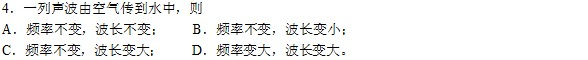 4．一列声波由空气传到水中，则
A．频率不变，波长不变； B．频率不变，波长变小；
C．频率不变，波长变大； D．频率变大，波长变大。